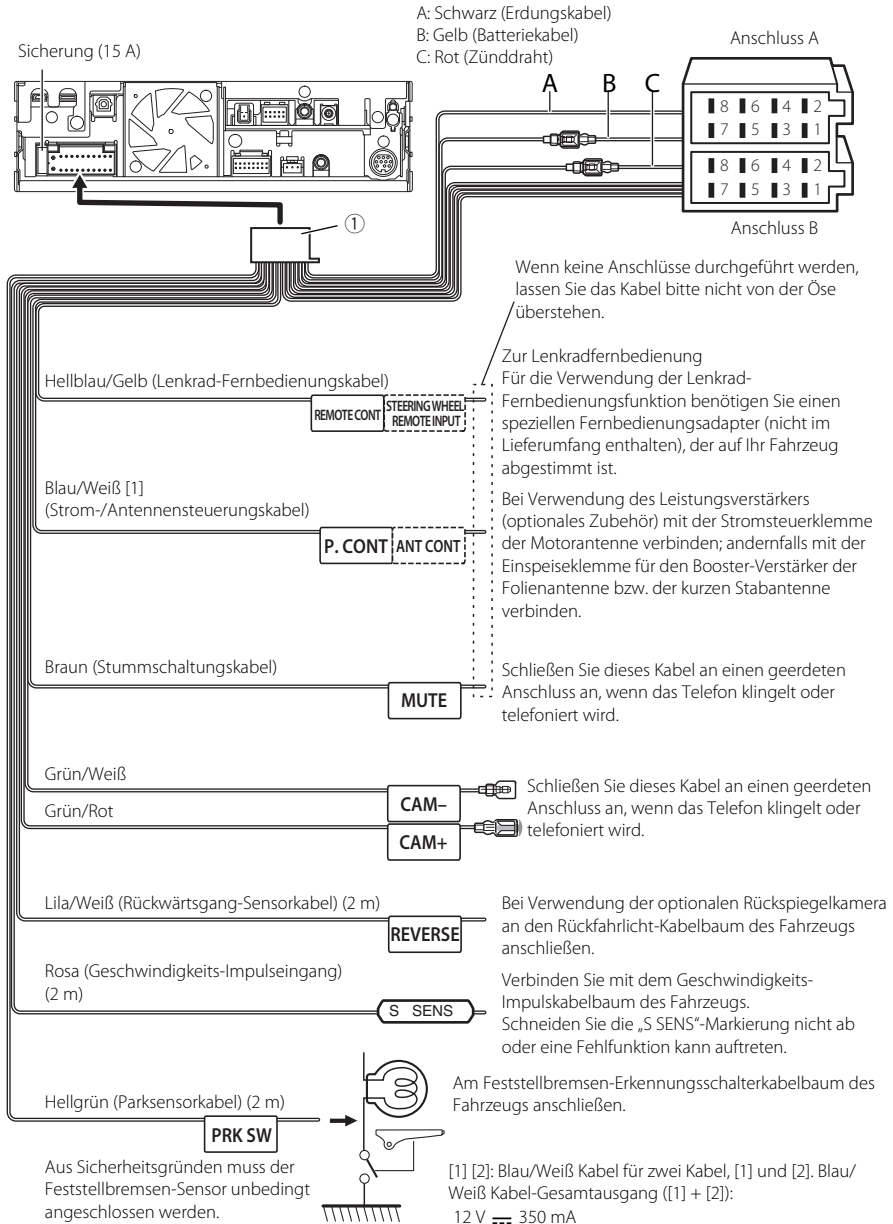 A: Schwarz (Erdungskabel)
B: Gelb (Batteriekabel)
C: Rot (Zünddraht)
Sicherung (15 A)
Anschluss A
A B C
8 6 4 2
7 5 3 1
8 6 4 2
7 5 3 1
Anschluss B
①
Wenn keine Anschlüsse durchgeführt werden,
lassen Sie das Kabel bitte nicht von der Öse
überstehen.
Hellblau/Gelb (Lenkrad-Fernbedienungskabel)
REMOTE CONT
STEERING WHEEL
REMOTE INPUT
Zur Lenkradfernbedienung
Für die Verwendung der Lenkrad-
Fernbedienungsfunktion benötigen Sie einen
speziellen Fernbedienungsadapter (nicht im
Lieferumfang enthalten), der auf Ihr Fahrzeug
abgestimmt ist.
Blau/Weiß [1]
(Strom-/Antennensteuerungskabel)
P. CONT
ANT CONT
Bei Verwendung des Leistungsverstärkers
(optionales Zubehör) mit der Stromsteuerklemme
der Motorantenne verbinden; andernfalls mit der
Einspeiseklemme für den Booster-Verstärker der
Folienantenne bzw. der kurzen Stabantenne
verbinden.
Braun (Stummschaltungskabel)
MUTE
Schließen Sie dieses Kabel an einen geerdeten
Anschluss an, wenn das Telefon klingelt oder
telefoniert wird.
Grün/Weiß
CAM–
Grün/Rot
CAM+
Schließen Sie dieses Kabel an einen geerdeten
Anschluss an, wenn das Telefon klingelt oder
telefoniert wird.
Lila/Weiß (Rückwärtsgang-Sensorkabel) (2 m)
REVERSE
Bei Verwendung der optionalen Rückspiegelkamera
an den Rückfahrlicht-Kabelbaum des Fahrzeugs
anschließen.
Rosa (Geschwindigkeits-Impulseingang)
(2 m)
S SENS
Verbinden Sie mit dem Geschwindigkeits-
Impulskabelbaum des Fahrzeugs.
Schneiden Sie die „S SENS“-Markierung nicht ab
oder eine Fehlfunktion kann auftreten.
Hellgrün (Parksensorkabel) (2 m)
PRK SW
Am Feststellbremsen-Erkennungsschalterkabelbaum des
Fahrzeugs anschließen.
Aus Sicherheitsgründen muss der
Feststellbremsen-Sensor unbedingt
angeschlossen werden.
[1] [2]: Blau/Weiß Kabel für zwei Kabel, [1] und [2]. Blau/
Weiß Kabel-Gesamtausgang ([1] + [2]):
12 V ⎓ 350 mA